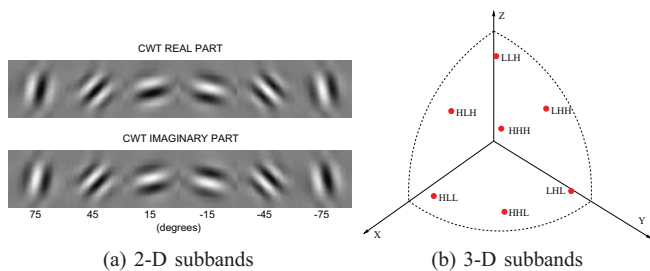 CWT REAL PART
CWT IMAGINARY PART
75 45 15 -15 -45 -75
(degrees)
(a) 2-D subbands
Z
LLH
HLH
LHH
HHH
HLL
LHL
HHL
X
Y
(b) 3-D subbands